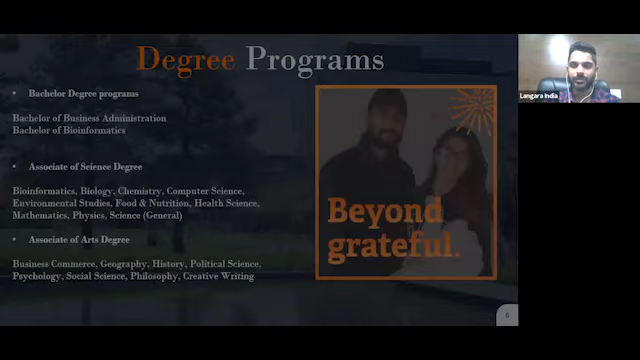 Degree Programs
• Bachelor Degree programs
Bachelor of Business Administration
Bachelor of Bioinformatics
• Associate of Science Degree
Bioinformatics, Biology, Chemistry, Computer Science,
Environmental Studies, Food & Nutrition, Health Science,
Mathematics, Physics, Science (General)
• Associate of Arts Degree
Business Commerce, Geography, History, Political Science,
Psychology, Social Science, Philosophy, Creative Writing
Beyond
grateful.
8
Langara India